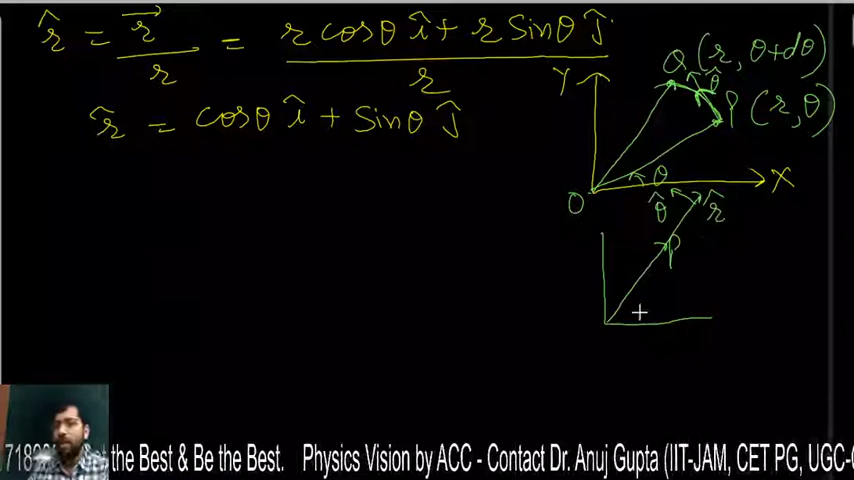 r̂ = r⃗ / r = r cosθ î + r Sinθ Ĵ / r
r̂ = cosθ î + Sinθ Ĵ
Q (r, θ+dθ)
Y
θ̂
P (r, θ)
θ
X
O
θ̂ r̂
P
the Best & Be the Best. Physics Vision by ACC - Contact Dr. Anuj Gupta (IIT-JAM, CET PG, UGC-